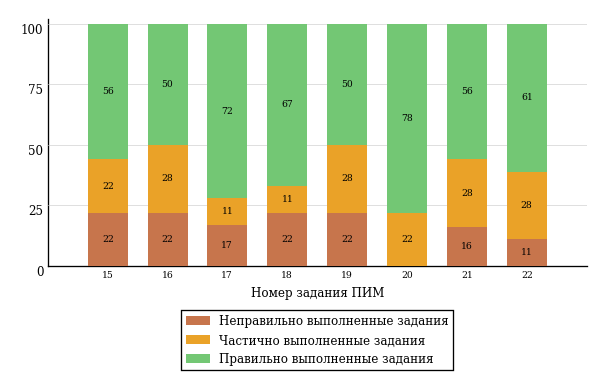 100
56 50 72 67 50 78 56 61
75
50
22 28 11 11 28 22 28 28
25
22 22 17 22 22 16 11
0
15 16 17 18 19 20 21 22
Номер задания ПИМ
Неправильно выполненные задания
Частично выполненные задания
Правильно выполненные задания